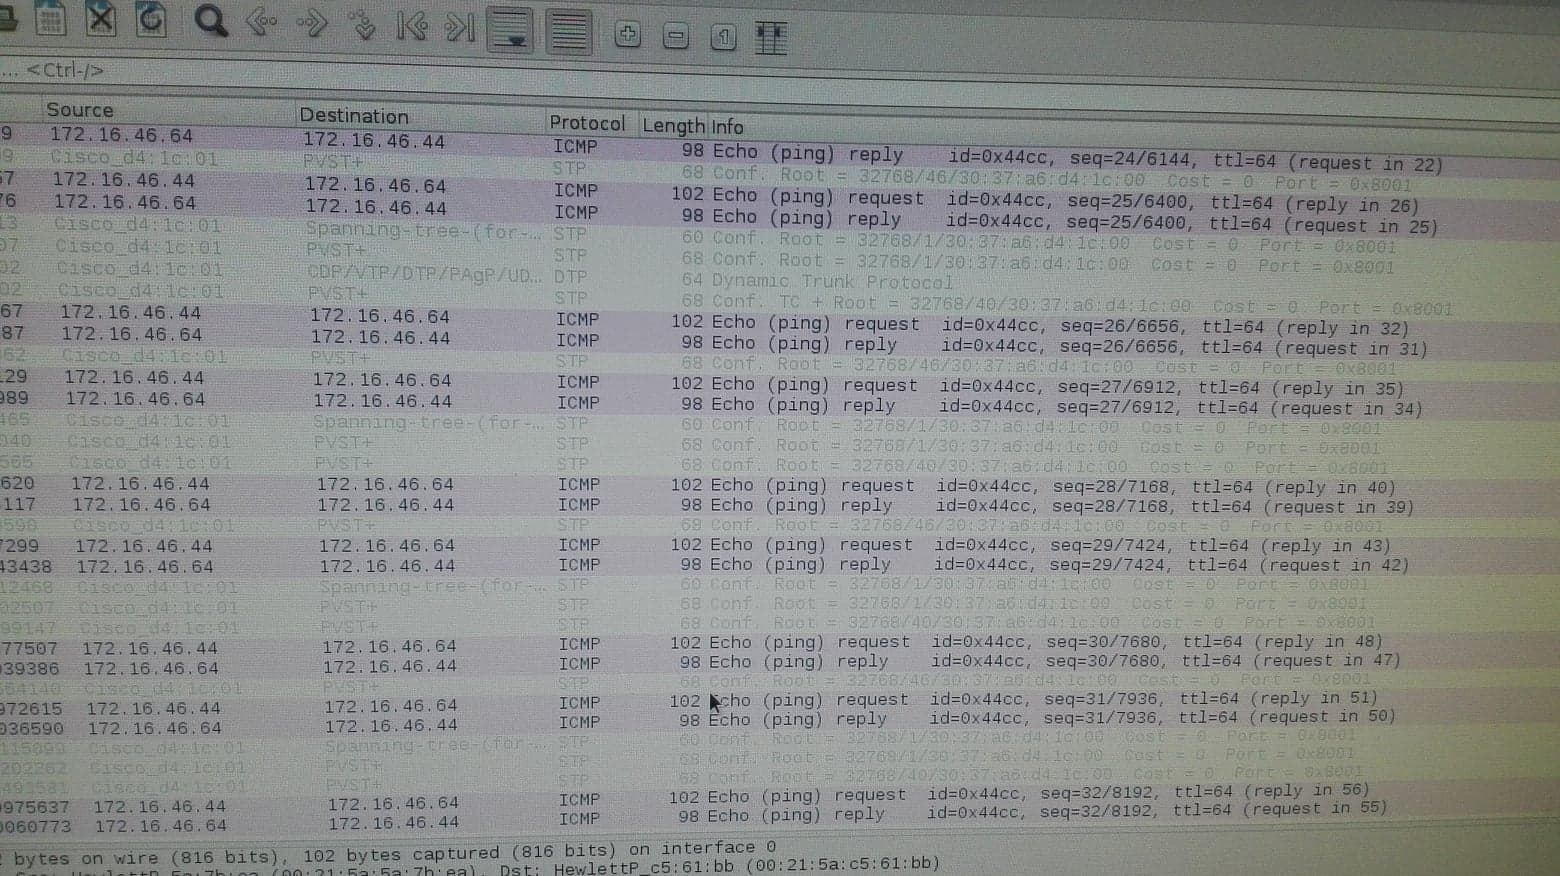 ... <Ctrl-/>
Source Destination Protocol Length Info
9 172.16.46.64 172.16.46.44 ICMP 98 Echo (ping) reply id=0x44cc, seq=24/6144, ttl=64 (request in 22)
9 Cisco_d4:1c:01 PVST+ STP 68 Conf. Root = 32768/46/30:37:a6:d4:1c:00 Cost = 0 Port = 0x8001
57 172.16.46.44 172.16.46.64 ICMP 102 Echo (ping) request id=0x44cc, seq=25/6400, ttl=64 (reply in 26)
76 172.16.46.64 172.16.46.44 ICMP 98 Echo (ping) reply id=0x44cc, seq=25/6400, ttl=64 (request in 25)
13 Cisco_d4:1c:01 Spanning-tree-(for-... STP 60 Conf. Root = 32768/1/30:37:a6:d4:1c:00 Cost = 0 Port = 0x8001
07 Cisco_d4:1c:01 PVST+ STP 68 Conf. Root = 32768/1/30:37:a6:d4:1c:00 Cost = 0 Port = 0x8001
02 Cisco_d4:1c:01 CDP/VTP/DTP/PAgP/UD... DTP 64 Dynamic Trunk Protocol
02 Cisco_d4:1c:01 PVST+ STP 68 Conf. TC + Root = 32768/40/30:37:a6:d4:1c:00 Cost = 0 Port = 0x8001
67 172.16.46.44 172.16.46.64 ICMP 102 Echo (ping) request id=0x44cc, seq=26/6656, ttl=64 (reply in 32)
87 172.16.46.64 172.16.46.44 ICMP 98 Echo (ping) reply id=0x44cc, seq=26/6656, ttl=64 (request in 31)
062 Cisco_d4:1c:01 PVST+ STP 68 Conf. Root = 32768/46/30:37:a6:d4:1c:00 Cost = 0 Port = 0x8001
129 172.16.46.44 172.16.46.64 ICMP 102 Echo (ping) request id=0x44cc, seq=27/6912, ttl=64 (reply in 35)
989 172.16.46.64 172.16.46.44 ICMP 98 Echo (ping) reply id=0x44cc, seq=27/6912, ttl=64 (request in 34)
465 Cisco_d4:1c:01 Spanning-tree-(for-... STP 60 Conf. Root = 32768/1/30:37:a6:d4:1c:00 Cost = 0 Port = 0x8001
040 Cisco_d4:1c:01 PVST+ STP 68 Conf. Root = 32768/1/30:37:a6:d4:1c:00 Cost = 0 Port = 0x8001
565 Cisco_d4:1c:01 PVST+ STP 68 Conf. Root = 32768/40/30:37:a6:d4:1c:00 Cost = 0 Port = 0x8001
620 172.16.46.44 172.16.46.64 ICMP 102 Echo (ping) request id=0x44cc, seq=28/7168, ttl=64 (reply in 40)
117 172.16.46.64 172.16.46.44 ICMP 98 Echo (ping) reply id=0x44cc, seq=28/7168, ttl=64 (request in 39)
6590 Cisco_d4:1c:01 PVST+ STP 68 Conf. Root = 32768/46/30:37:a6:d4:1c:00 Cost = 0 Port = 0x8001
7299 172.16.46.44 172.16.46.64 ICMP 102 Echo (ping) request id=0x44cc, seq=29/7424, ttl=64 (reply in 43)
43438 172.16.46.64 172.16.46.44 ICMP 98 Echo (ping) reply id=0x44cc, seq=29/7424, ttl=64 (request in 42)
12468 Cisco_d4:1c:01 Spanning-tree-(for-... STP 60 Conf. Root = 32768/1/30:37:a6:d4:1c:00 Cost = 0 Port = 0x8001
02507 Cisco_d4:1c:01 PVST+ STP 68 Conf. Root = 32768/1/30:37:a6:d4:1c:00 Cost = 0 Port = 0x8001
99147 Cisco_d4:1c:01 PVST+ STP 68 Conf. Root = 32768/40/30:37:a6:d4:1c:00 Cost = 0 Port = 0x8001
77507 172.16.46.44 172.16.46.64 ICMP 102 Echo (ping) request id=0x44cc, seq=30/7680, ttl=64 (reply in 48)
039386 172.16.46.64 172.16.46.44 ICMP 98 Echo (ping) reply id=0x44cc, seq=30/7680, ttl=64 (request in 47)
554140 Cisco_d4:1c:01 PVST+ STP 68 Conf. Root = 32768/46/30:37:a6:d4:1c:00 Cost = 0 Port = 0x8001
972615 172.16.46.44 172.16.46.64 ICMP 102 Echo (ping) request id=0x44cc, seq=31/7936, ttl=64 (reply in 51)
036590 172.16.46.64 172.16.46.44 ICMP 98 Echo (ping) reply id=0x44cc, seq=31/7936, ttl=64 (request in 50)
115099 Cisco_d4:1c:01 Spanning-tree-(for-... STP 60 Conf. Root = 32768/1/30:37:a6:d4:1c:00 Cost = 0 Port = 0x8001
202262 Cisco_d4:1c:01 PVST+ STP 68 Conf. Root = 32768/1/30:37:a6:d4:1c:00 Cost = 0 Port = 0x8001
493581 Cisco_d4:1c:01 PVST+ STP 68 Conf. Root = 32768/40/30:37:a6:d4:1c:00 Cost = 0 Port = 0x8001
975637 172.16.46.44 172.16.46.64 ICMP 102 Echo (ping) request id=0x44cc, seq=32/8192, ttl=64 (reply in 56)
0060773 172.16.46.64 172.16.46.44 ICMP 98 Echo (ping) reply id=0x44cc, seq=32/8192, ttl=64 (request in 55)
bytes on wire (816 bits), 102 bytes captured (816 bits) on interface 0
(00:21:5a:5a:7b:ea), Dst: HewlettP_c5:61:bb (00:21:5a:c5:61:bb)